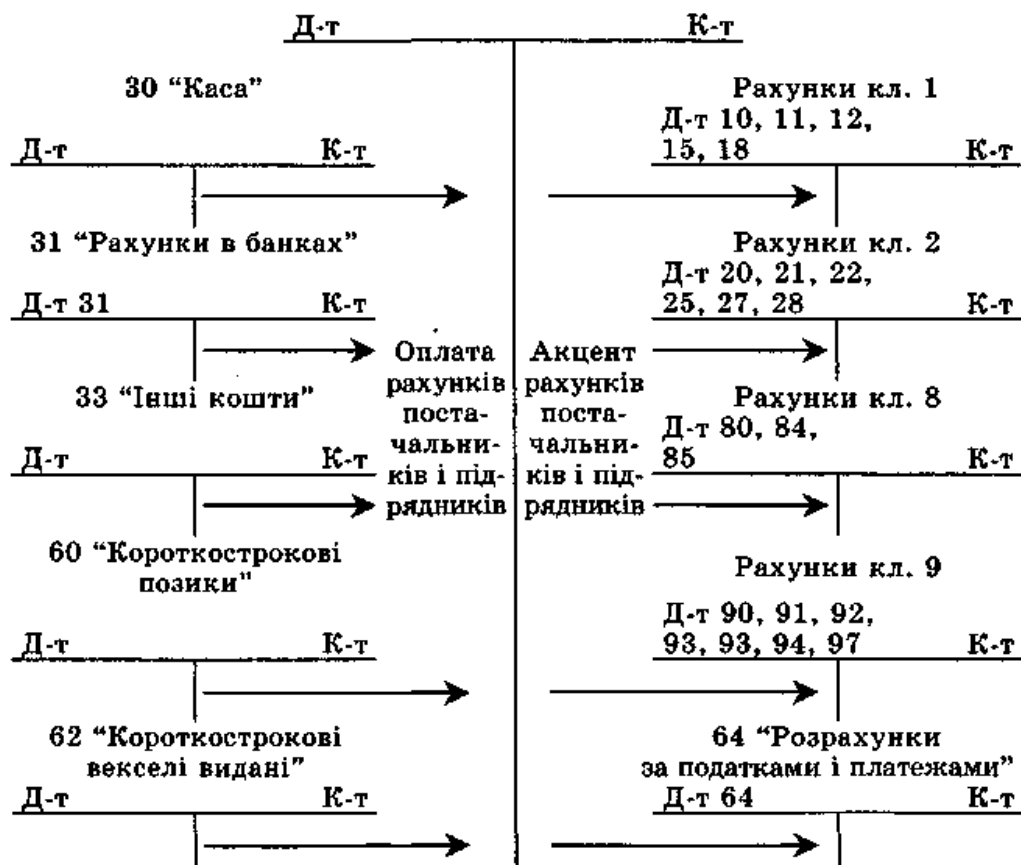 Д-т К-т
30 “Каса”
Д-т К-т
31 “Рахунки в банках”
Д-т 31 К-т
33 “Інші кошти”
Д-т К-т
60 “Короткострокові
позики”
Д-т К-т
62 “Короткострокові
векселі видані”
Д-т К-т
Оплата
рахунків
поста-
чальни-
ків і під-
рядників
Акцент
рахунків
поста-
чальни-
ків і під-
рядників
Рахунки кл. 1
Д-т 10, 11, 12,
15, 18 К-т
Рахунки кл. 2
Д-т 20, 21, 22,
25, 27, 28 К-т
Рахунки кл. 8
Д-т 80, 84,
85 К-т
Рахунки кл. 9
Д-т 90, 91, 92,
93, 93, 94, 97 К-т
64 “Розрахунки
за податками і платежами”
Д-т 64 К-т